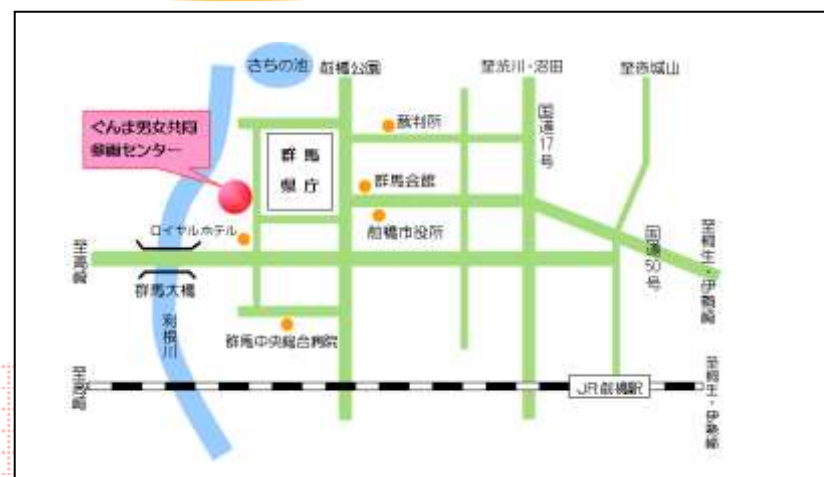 さちの池
前橋公園
至渋川・沼田
至赤城山
ぐんま男女共同
参画センター
裁判所
国道17号
群馬
県庁
群馬会館
前橋市役所
ロイヤルホテル
至高崎
国道50号
至桐生・伊勢崎
群馬大橋
利根川
群馬中央総合病院
至高崎
JR前橋駅
至桐生・伊勢崎